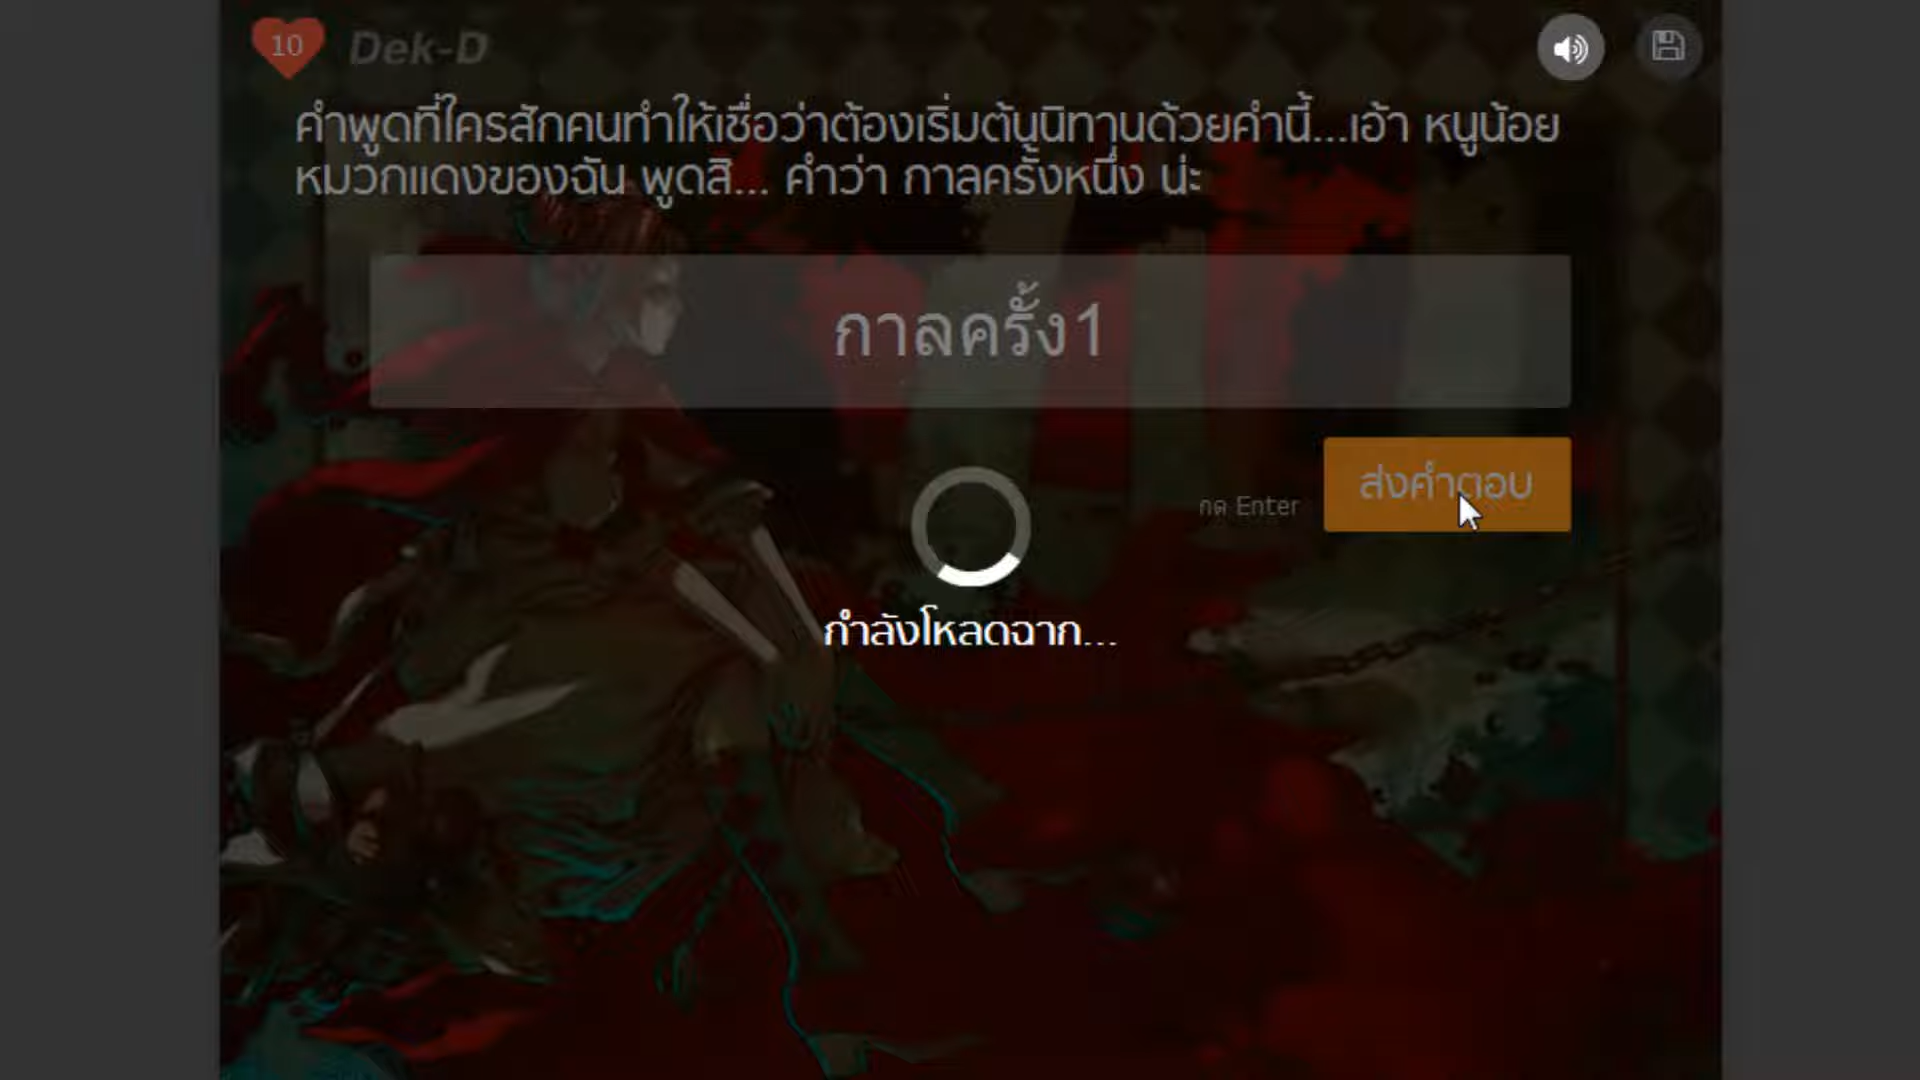 10 Dek-D
คำพูดที่ใครสักคนทำให้เชื่อว่าต้องเริ่มต้นนิทานด้วยคำนี้...เอ้า หนูน้อย
หมวกแดงของฉัน พูดสิ... คำว่า กาลครั้งหนึ่ง น่ะ
กาลครั้ง1
กด Enter ส่งคำตอบ
กำลังโหลดฉาก...